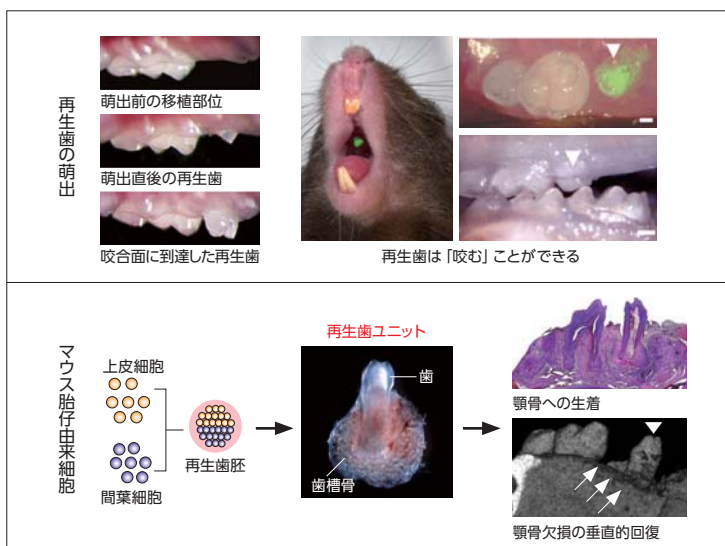 再生歯の萌出
萌出前の移植部位
萌出直後の再生歯
咬合面に到達した再生歯
再生歯は「咬む」ことができる
マウス胎仔由来細胞
上皮細胞
間葉細胞
再生歯胚
再生歯ユニット
歯
歯槽骨
顎骨への生着
顎骨欠損の垂直的回復